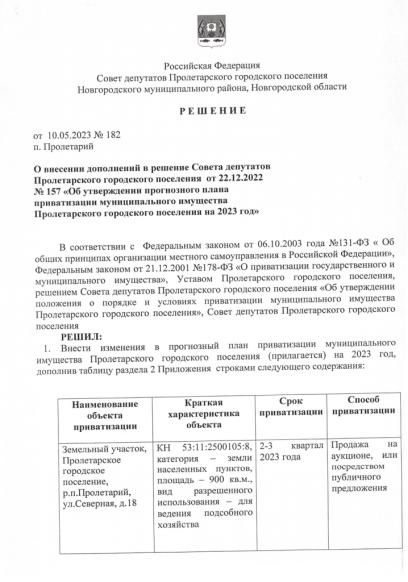 Российская Федерация
Совет депутатов Пролетарского городского поселения
Новгородского муниципального района, Новгородской области
Р Е Ш Е Н И Е
от 10.05.2023 № 182
п. Пролетарий
О внесении дополнений в решение Совета депутатов
Пролетарского городского поселения от 22.12.2022
№ 157 «Об утверждении прогнозного плана
приватизации муниципального имущества
Пролетарского городского поселения на 2023 год»
В соответствии с Федеральным законом от 06.10.2003 года №131-ФЗ « Об
общих принципах организации местного самоуправления в Российской Федерации»,
Федеральным законом от 21.12.2001 №178-ФЗ «О приватизации государственного и
муниципального имущества», Уставом Пролетарского городского поселения,
решением Совета депутатов Пролетарского городского поселения «Об утверждении
положения о порядке и условиях приватизации муниципального имущества
Пролетарского городского поселения», Совет депутатов Пролетарского городского
поселения
РЕШИЛ:
1. Внести изменения в прогнозный план приватизации муниципального
имущества Пролетарского городского поселения (прилагается) на 2023 год,
дополнив таблицу раздела 2 Приложения строками следующего содержания:
Наименование
объекта
приватизации
Краткая
характеристика
объекта
Срок
приватизации
Способ
приватизации
Земельный участок,
Пролетарское
городское
поселение,
р.п.Пролетарий,
ул.Северная, д.18
КН 53:11:2500105:8,
категория – земли
населенных пунктов,
площадь – 900 кв.м.,
вид разрешенного
использования – для
ведения подсобного
хозяйства
2-3 квартал
2023 года
Продажа на
аукционе, или
посредством
публичного
предложения